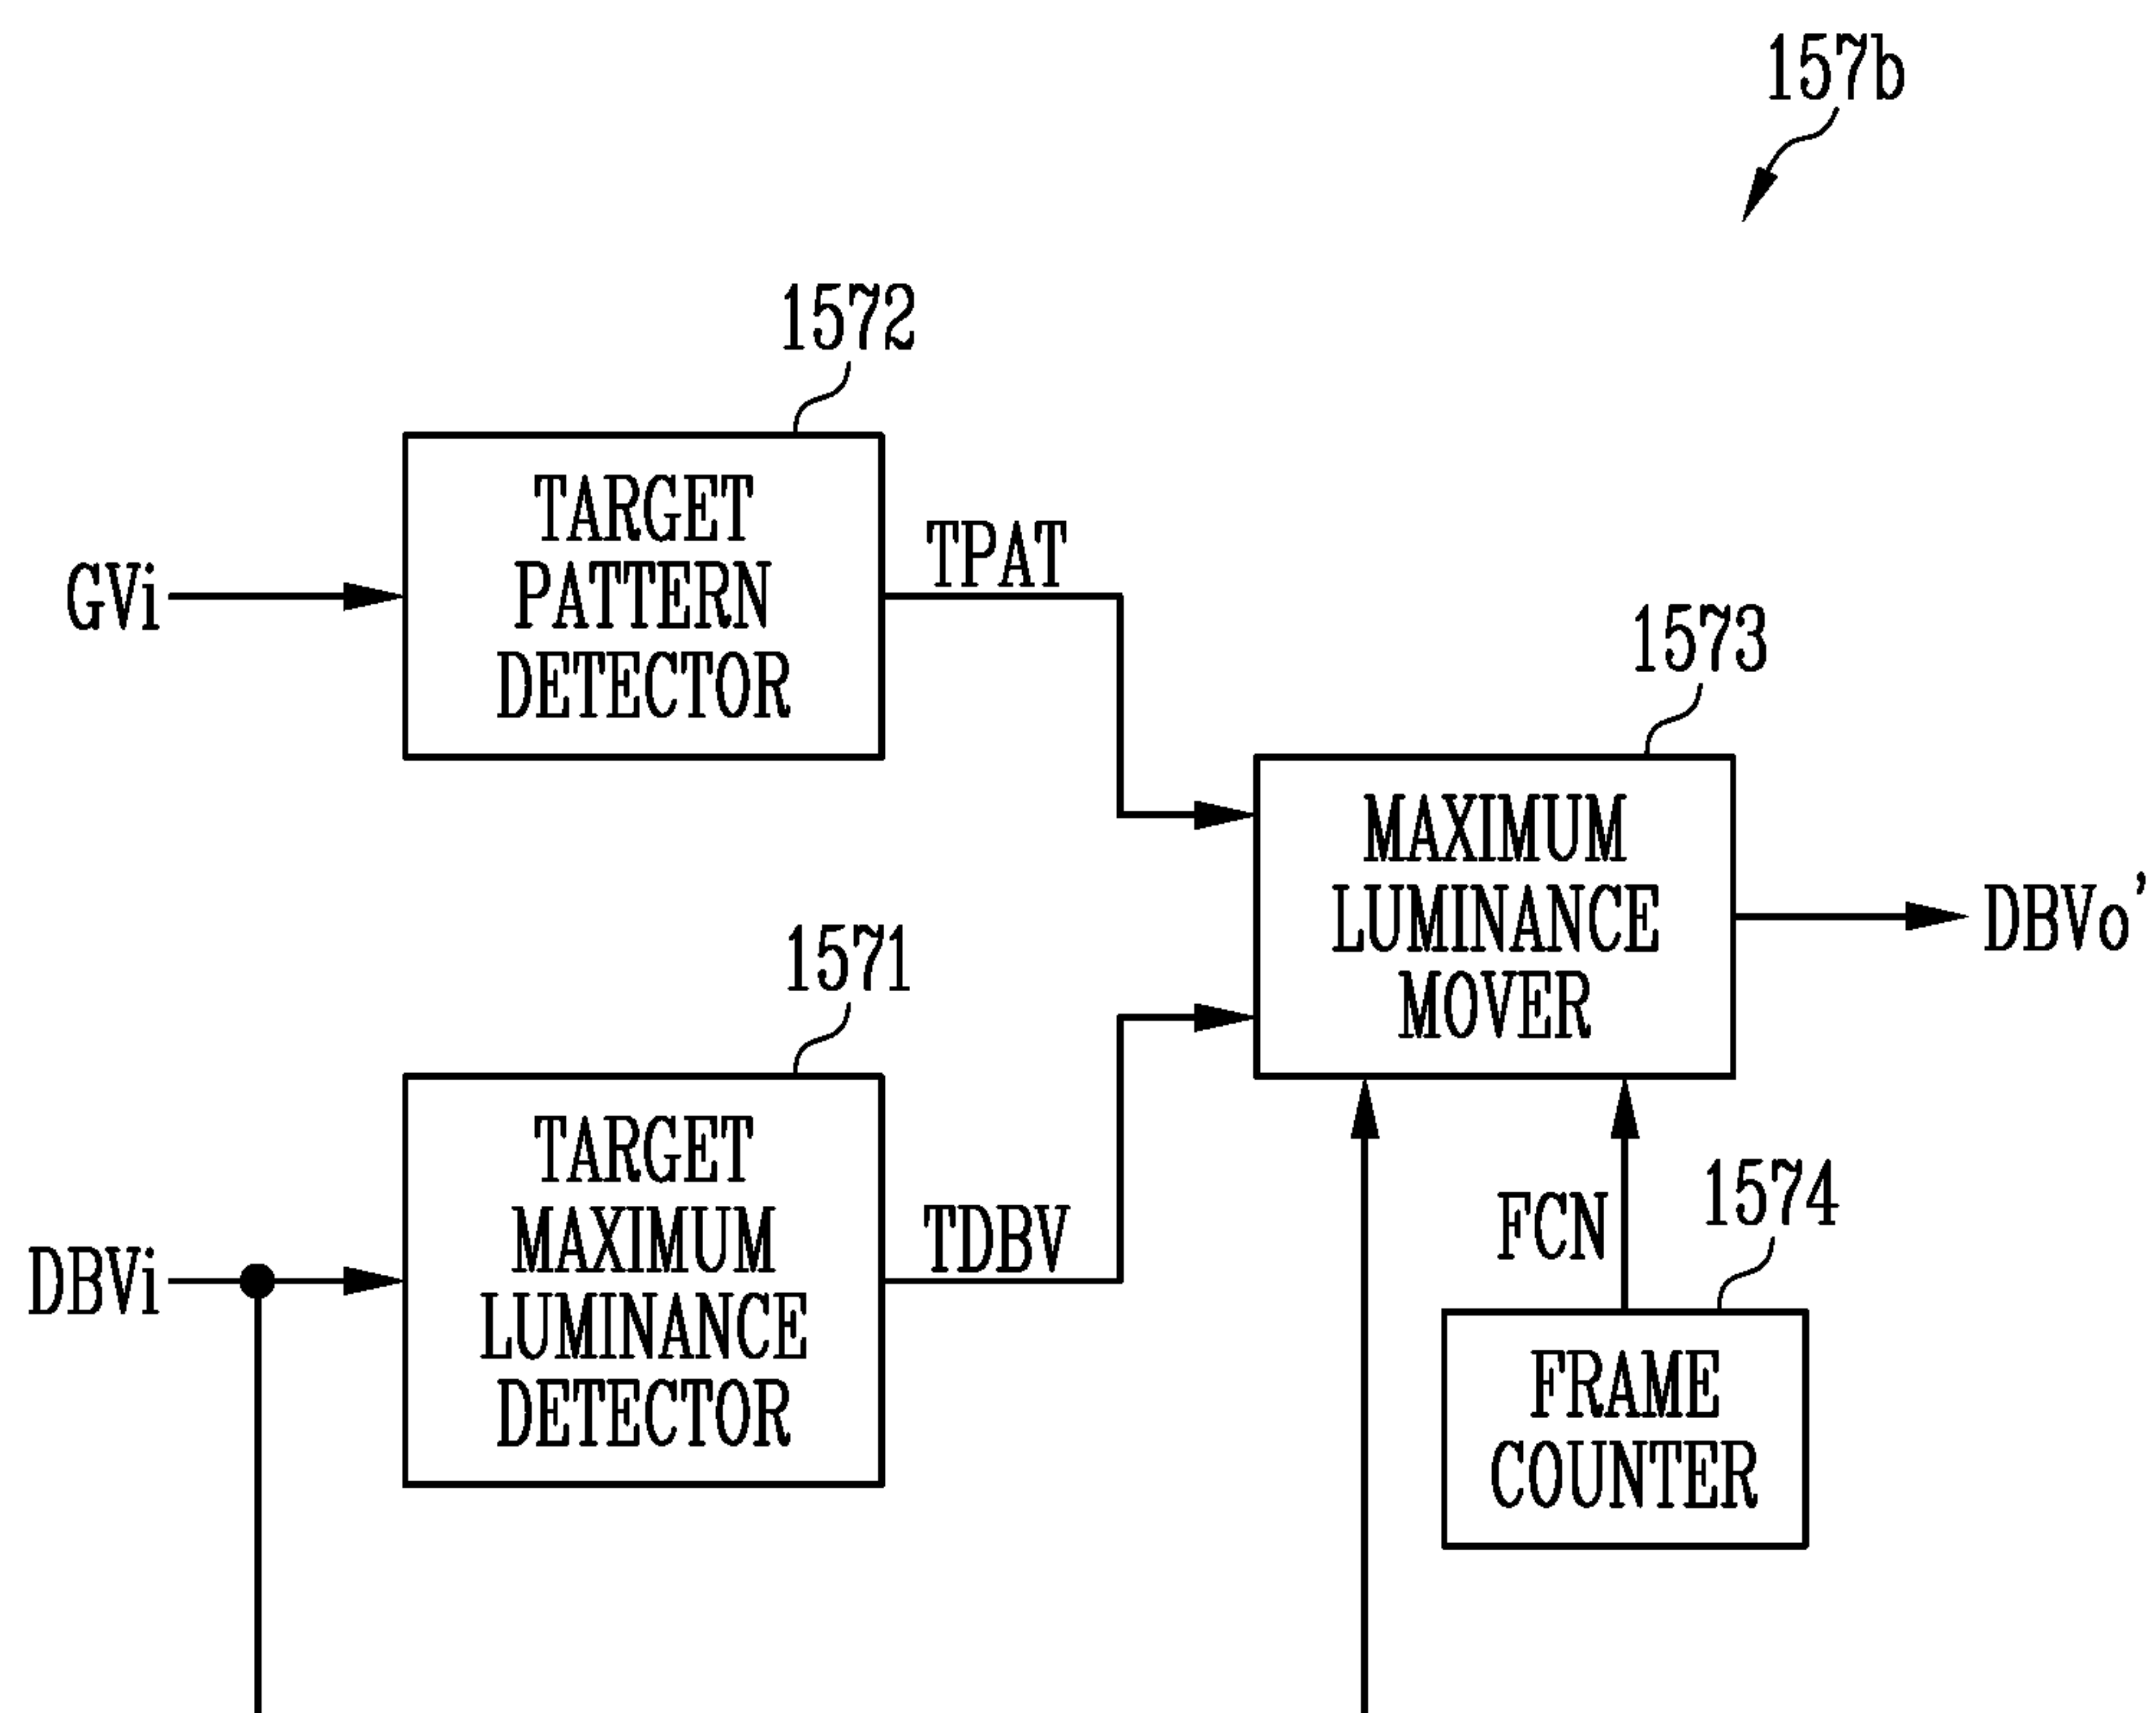 157b
1572
TARGET
PATTERN
DETECTOR
GVi
TPAT
1573
MAXIMUM
LUMINANCE
MOVER
DBVo'
1571
TARGET
MAXIMUM
LUMINANCE
DETECTOR
DBVi
TDBV
FCN
1574
FRAME
COUNTER